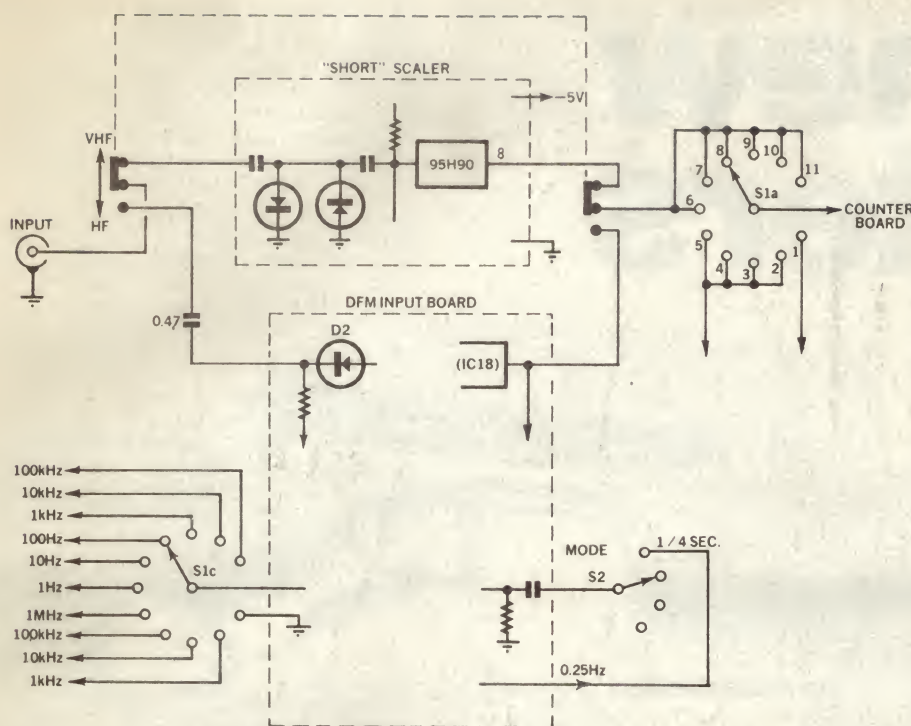 "SHORT" SCALER
VHF
HF
INPUT
–5V
95H90
8
9
8
10
7
11
6
S1a
COUNTER
BOARD
5
4
3
2
1
0.47
DFM INPUT BOARD
D2
(IC18)
100kHz
10kHz
1kHz
100Hz
10Hz
S1c
1Hz
1MHz
100kHz
10kHz
1kHz
MODE
1/4 SEC.
S2
0.25Hz